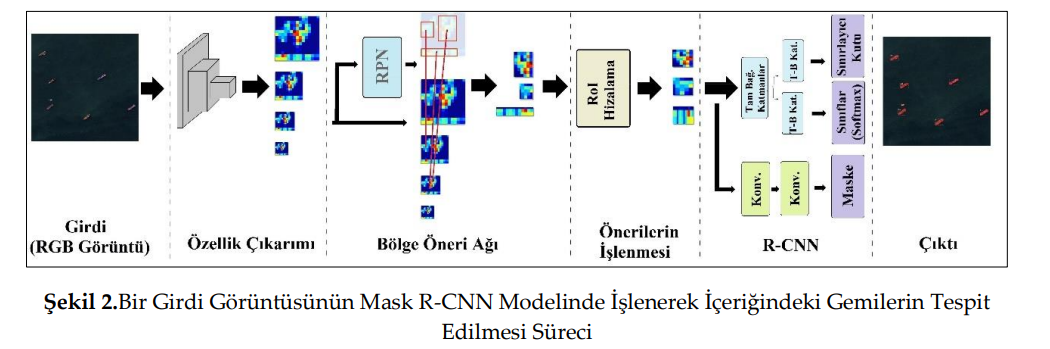 RPN
RoI
Hizalama
Tam Bağ.
Katmanlar
T-B Kat.
T-B Kat.
Sınırlayıcı
Kutu
Sınıflar
(Softmax)
Konv.
Konv.
Maske
Girdi
(RGB Görüntü)
Özellik Çıkarımı
Bölge Öneri Ağı
Önerilerin
İşlenmesi
R-CNN
Çıktı
Şekil 2.Bir Girdi Görüntüsünün Mask R-CNN Modelinde İşlenerek İçeriğindeki Gemilerin Tespit
Edilmesi Süreci